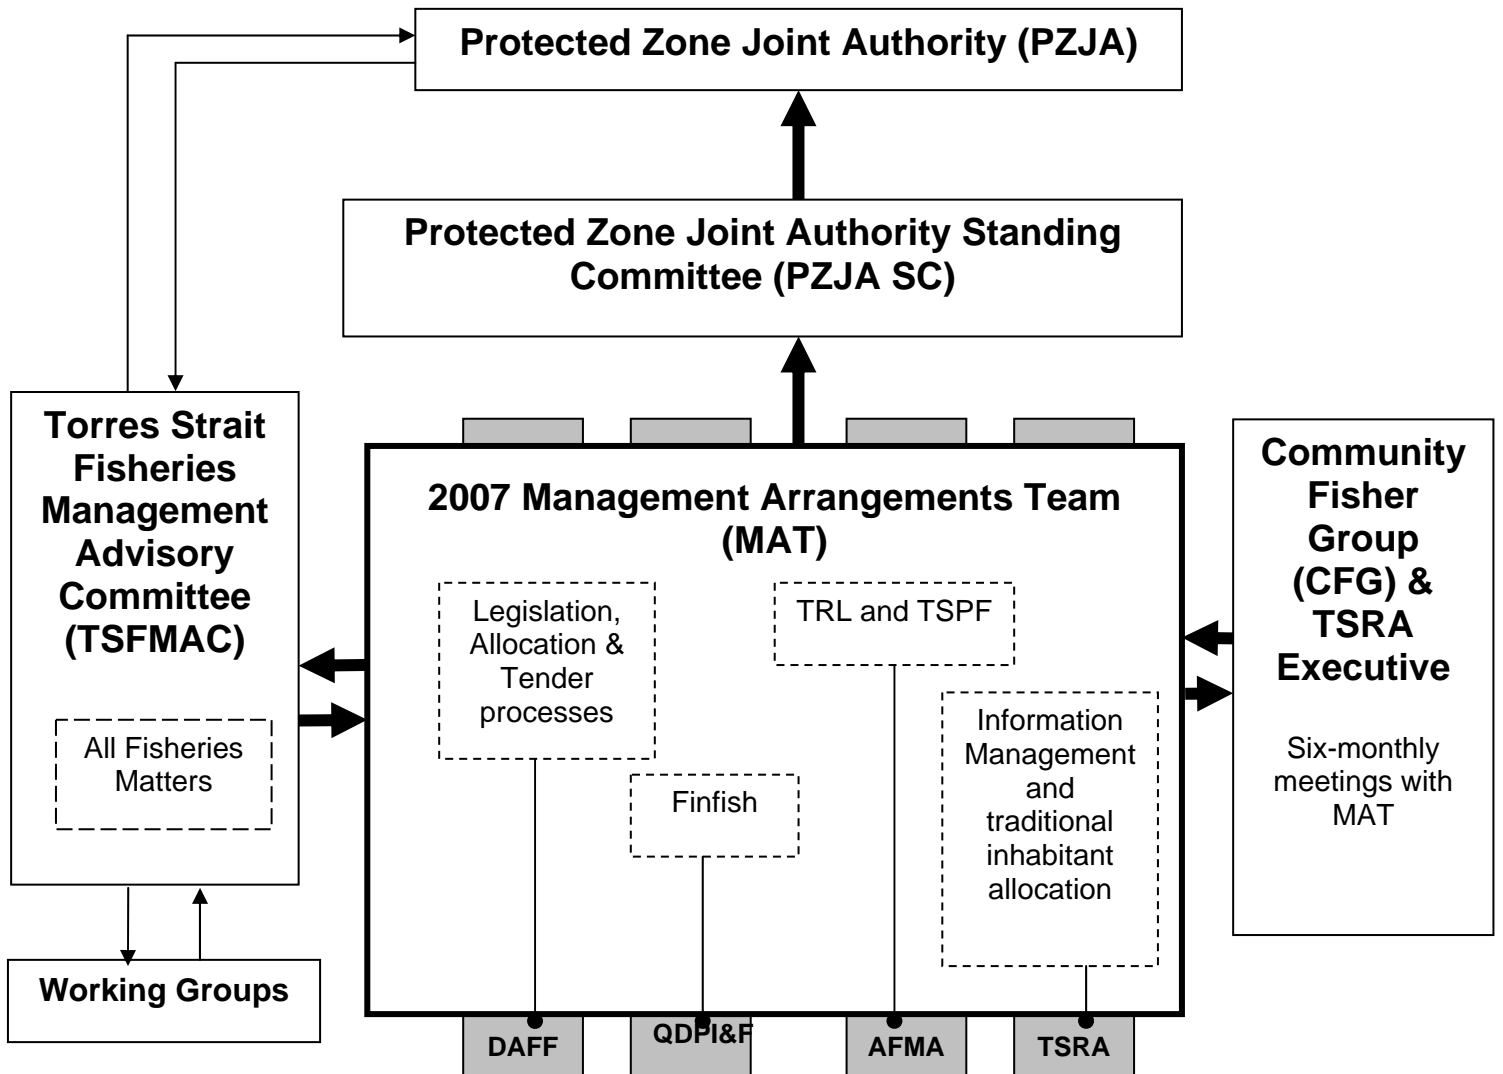 Protected Zone Joint Authority (PZJA)
Protected Zone Joint Authority Standing
Committee (PZJA SC)
Torres Strait
Fisheries
Management
Advisory
Committee
(TSFMAC)
All Fisheries
Matters
Working Groups
2007 Management Arrangements Team
(MAT)
Legislation,
Allocation &
Tender
processes
Finfish
TRL and TSPF
Information
Management
and
traditional
inhabitant
allocation
DAFF
QDPI&F
AFMA
TSRA
Community
Fisher
Group
(CFG) &
TSRA
Executive
Six-monthly
meetings with
MAT